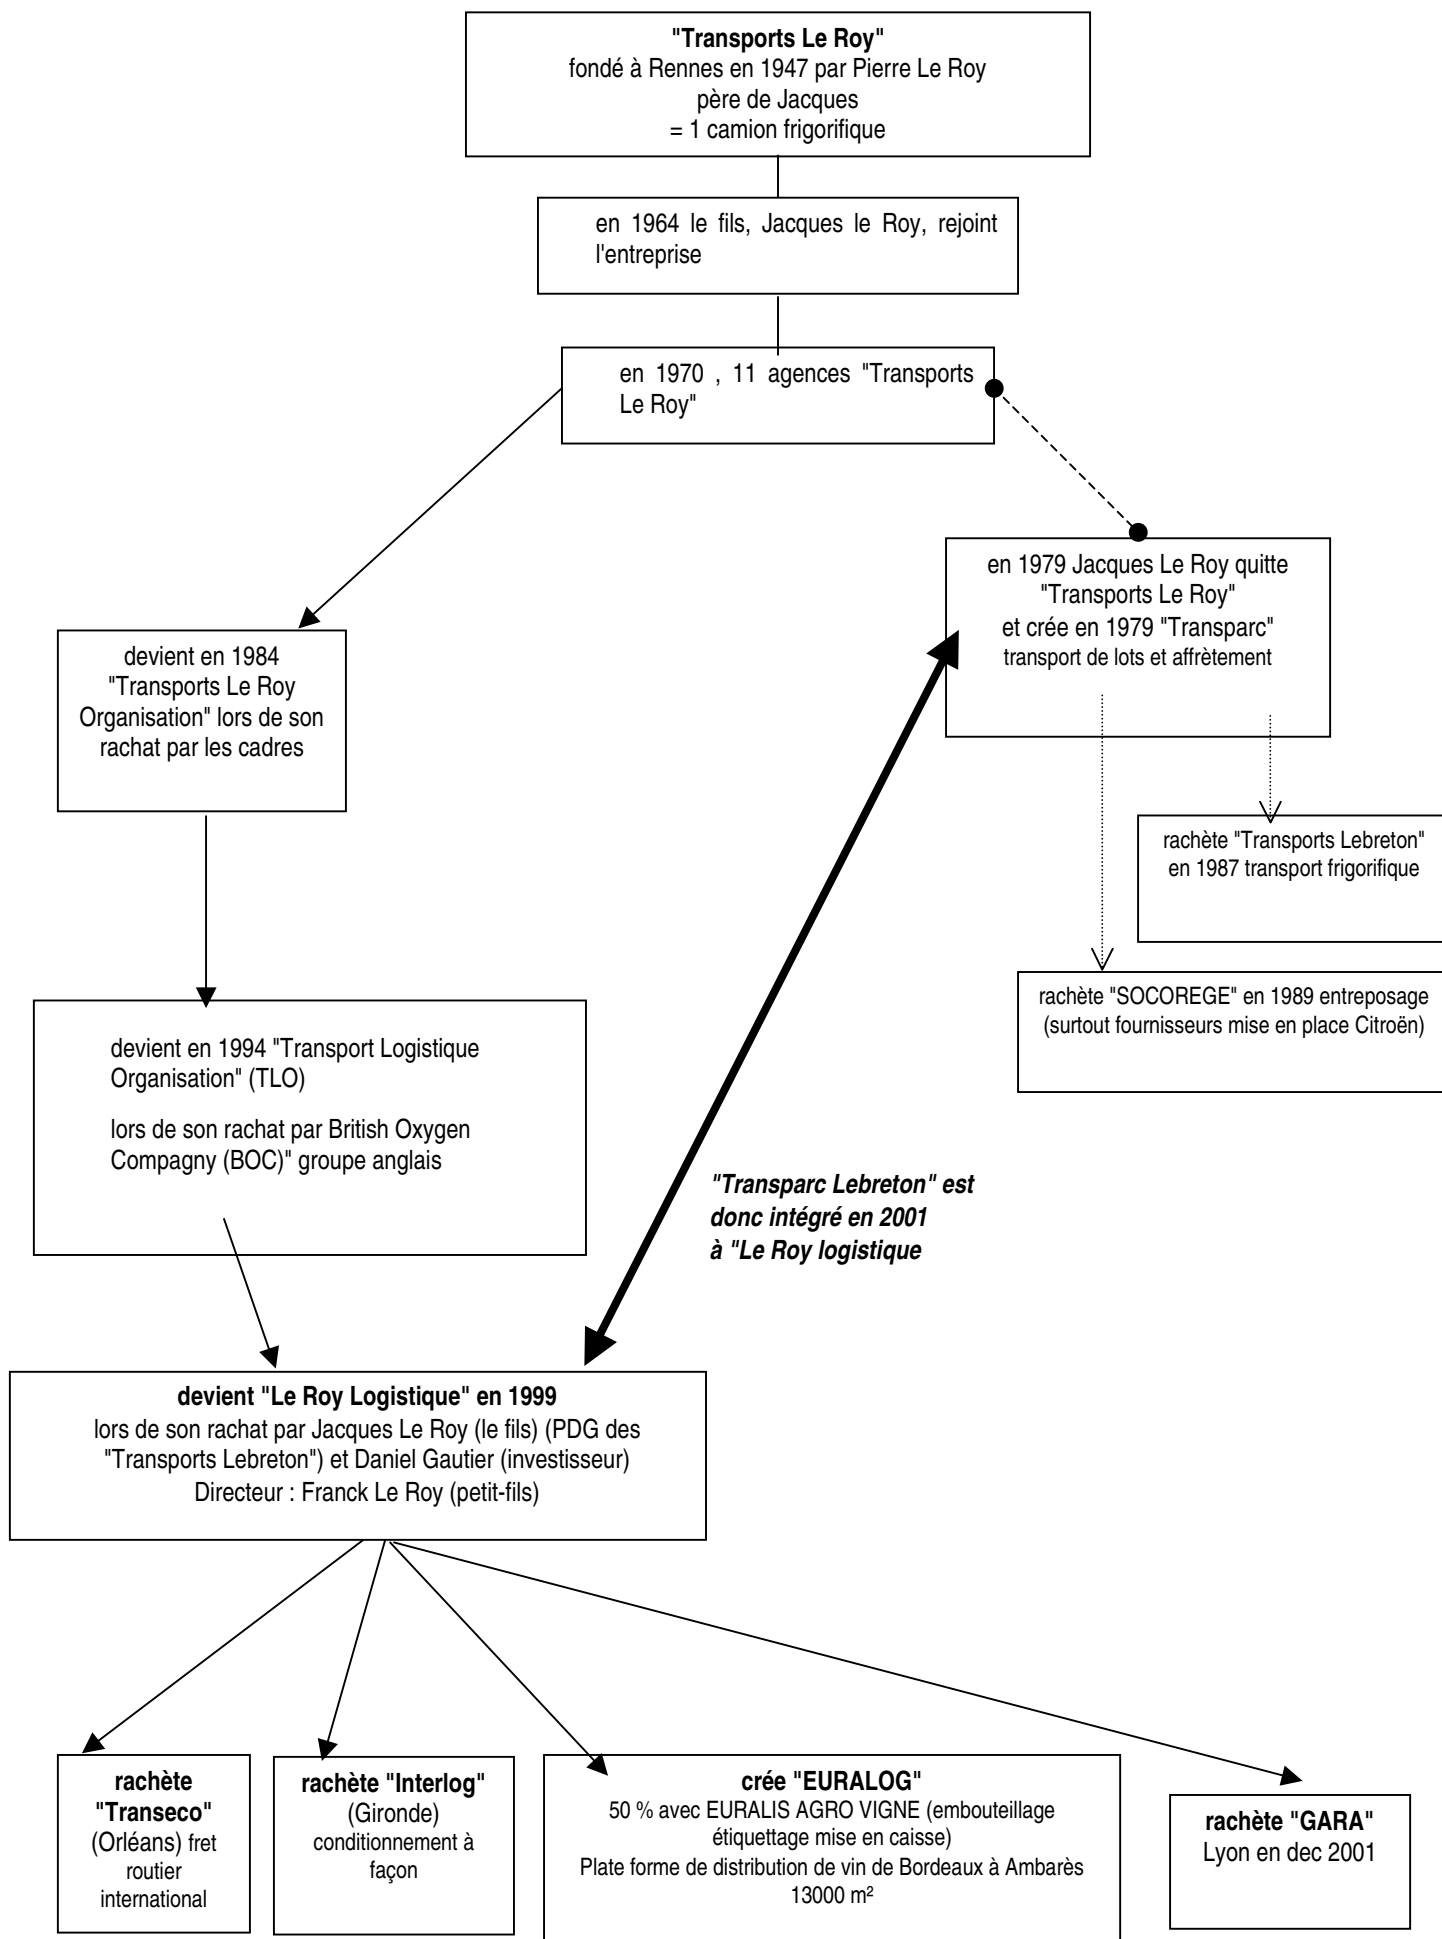 "Transports Le Roy"
fondé à Rennes en 1947 par Pierre Le Roy
père de Jacques
= 1 camion frigorifique
en 1964 le fils, Jacques le Roy, rejoint
l'entreprise
en 1970 , 11 agences "Transports
Le Roy"
en 1979 Jacques Le Roy quitte
"Transports Le Roy"
et crée en 1979 "Transparc"
transport de lots et affrètement
devient en 1984
"Transports Le Roy
Organisation" lors de son
rachat par les cadres
rachète "Transports Lebreton"
en 1987 transport frigorifique
rachète "SOCOREGE" en 1989 entreposage
(surtout fournisseurs mise en place Citroën)
devient en 1994 "Transport Logistique
Organisation" (TLO)
lors de son rachat par British Oxygen
Compagny (BOC)" groupe anglais
"Transparc Lebreton" est
donc intégré en 2001
à "Le Roy logistique
devient "Le Roy Logistique" en 1999
lors de son rachat par Jacques Le Roy (le fils) (PDG des
"Transports Lebreton") et Daniel Gautier (investisseur)
Directeur : Franck Le Roy (petit-fils)
rachète
"Transeco"
(Orléans) fret
routier
international
rachète "Interlog"
(Gironde)
conditionnement à
façon
crée "EURALOG"
50 % avec EURALIS AGRO VIGNE (embouteillage
étiquettage mise en caisse)
Plate forme de distribution de vin de Bordeaux à Ambarès
13000 m²
rachète "GARA"
Lyon en dec 2001